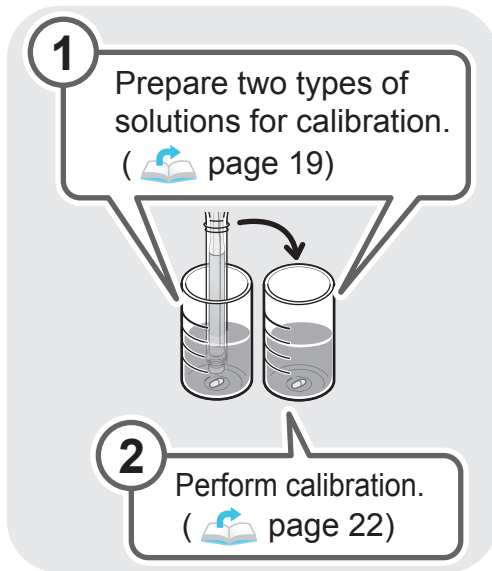 1
Prepare two types of
solutions for calibration.
( page 19)
2
Perform calibration.
( page 22)